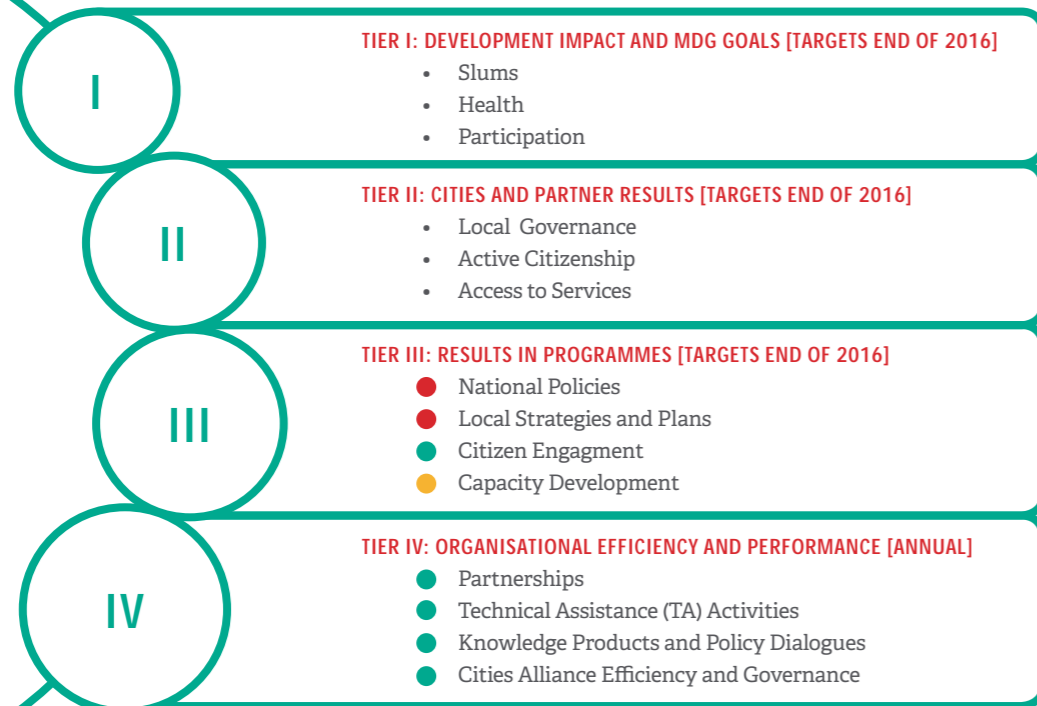 I
TIER I: DEVELOPMENT IMPACT AND MDG GOALS [TARGETS END OF 2016]
• Slums
• Health
• Participation
II
TIER II: CITIES AND PARTNER RESULTS [TARGETS END OF 2016]
• Local Governance
• Active Citizenship
• Access to Services
III
TIER III: RESULTS IN PROGRAMMES [TARGETS END OF 2016]
National Policies
Local Strategies and Plans
Citizen Engagment
Capacity Development
IV
TIER IV: ORGANISATIONAL EFFICIENCY AND PERFORMANCE [ANNUAL]
Partnerships
Technical Assistance (TA) Activities
Knowledge Products and Policy Dialogues
Cities Alliance Efficiency and Governance